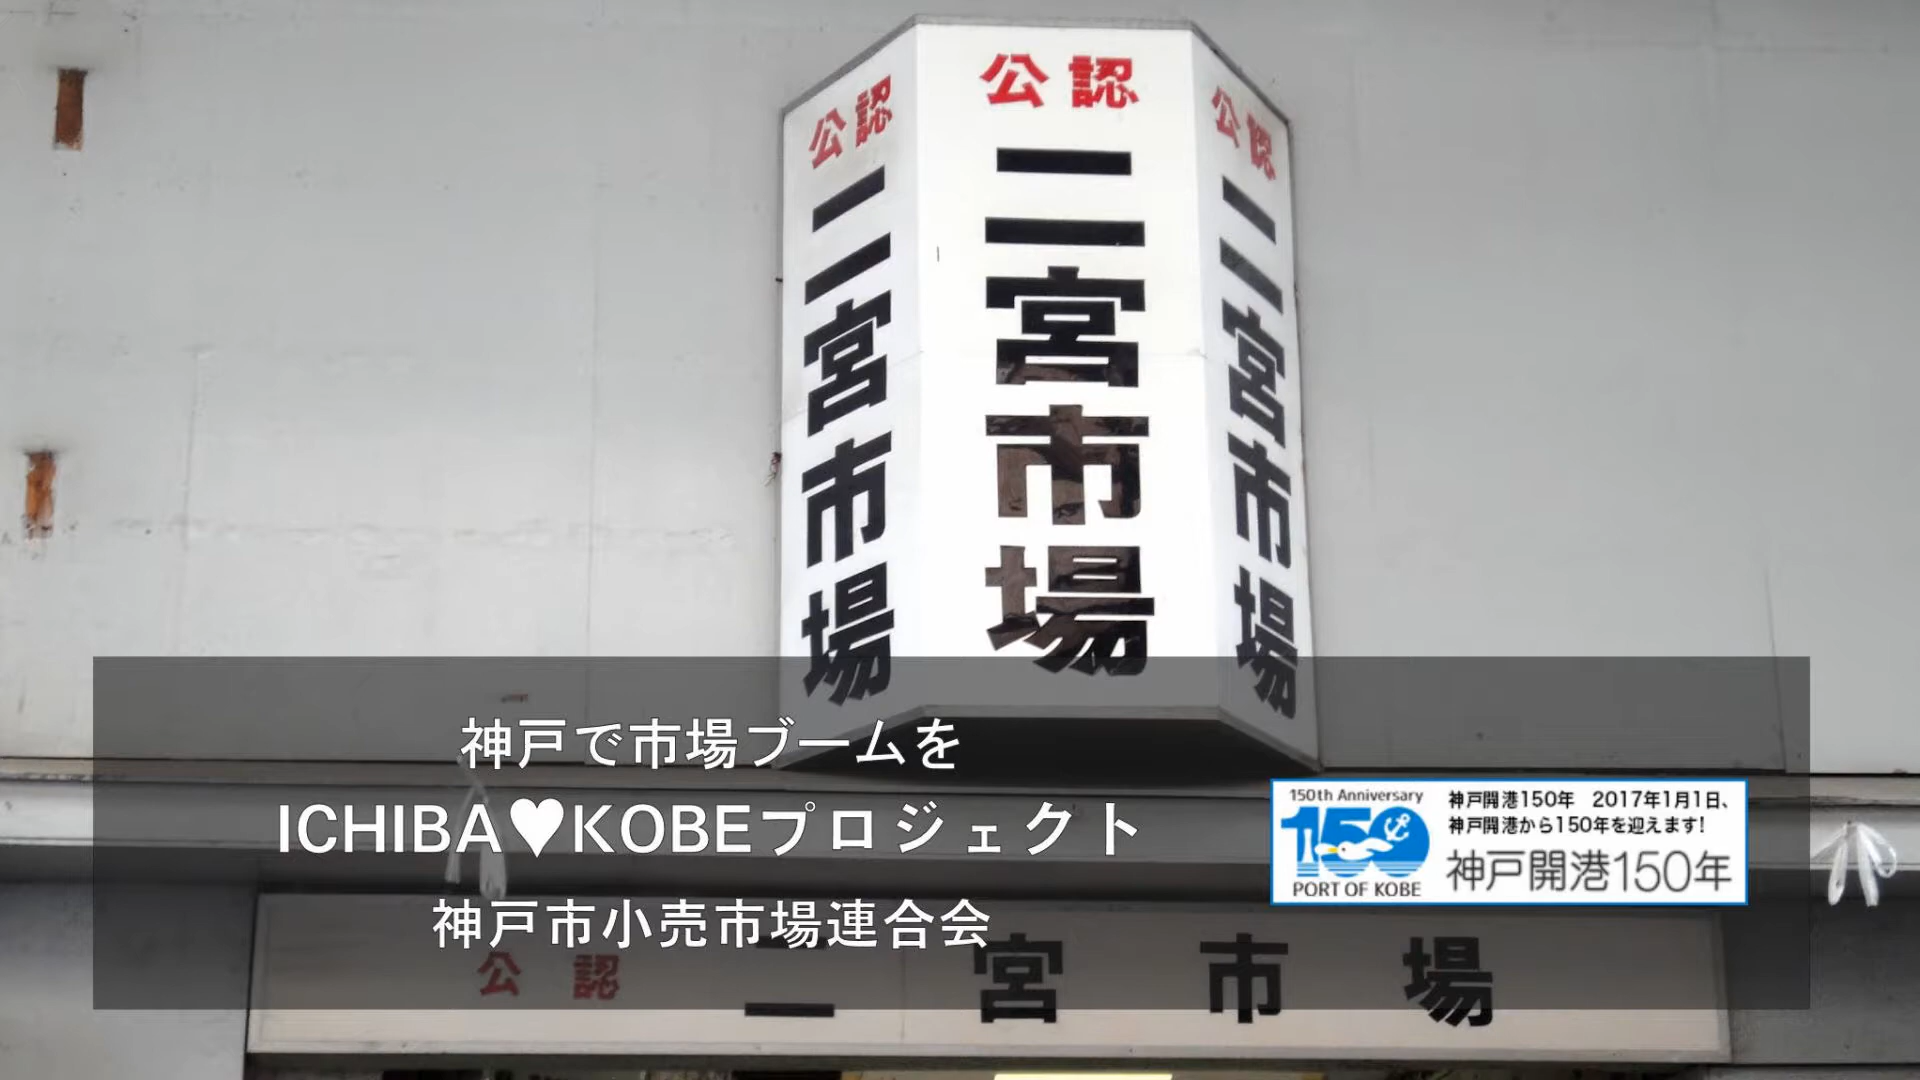 公認
二宮市場
公認
二宮市場
公認
二宮市場
神戸で市場ブームを
ICHIBA♥KOBEプロジェクト
神戸市小売市場連合会
150th Anniversary
150
PORT OF KOBE
神戸開港150年 2017年1月1日、
神戸開港から150年を迎えます!
神戸開港150年
公認 二宮市場